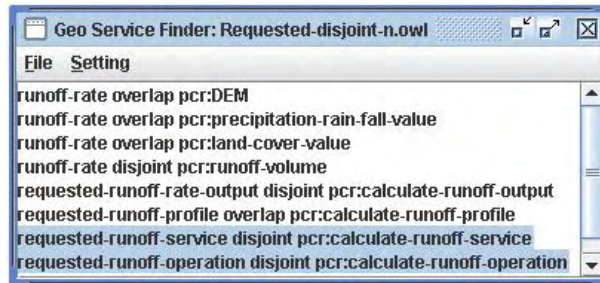 Geo Service Finder: Requested-disjoint-n.owl
File Setting
runoff-rate overlap pcr:DEM
runoff-rate overlap pcr:precipitation-rain-fall-value
runoff-rate overlap pcr:land-cover-value
runoff-rate disjoint pcr:runoff-volume
requested-runoff-rate-output disjoint pcr:calculate-runoff-output
requested-runoff-profile overlap pcr:calculate-runoff-profile
requested-runoff-service disjoint pcr:calculate-runoff-service
requested-runoff-operation disjoint pcr:calculate-runoff-operation